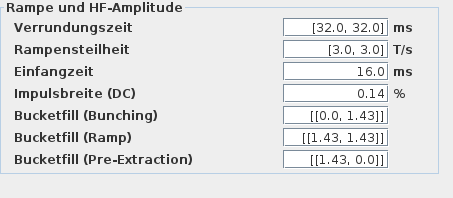 Rampe und HF-Amplitude
Verrundungszeit [32.0, 32.0] ms
Rampensteilheit [3.0, 3.0] T/s
Einfangzeit 16.0 ms
Impulsbreite (DC) 0.14 %
Bucketfill (Bunching) [[0.0, 1.43]]
Bucketfill (Ramp) [[1.43, 1.43]]
Bucketfill (Pre-Extraction) [[1.43, 0.0]]